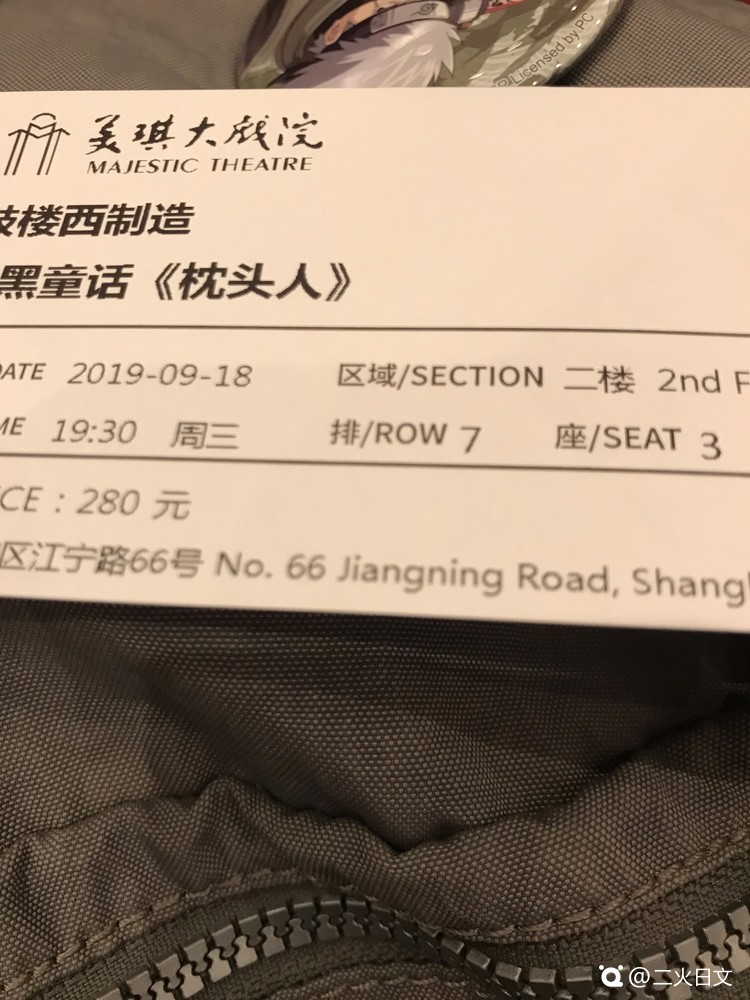 Licensed by PC
美琪大戏院
MAJESTIC THEATRE
鼓楼西制造
黑童话《枕头人》
DATE 2019-09-18 区域/SECTION 二楼 2nd F
ME 19:30 周三 排/ROW 7 座/SEAT 3
CE：280 元
区江宁路66号 No. 66 Jiangning Road, Shangh
@二火日文